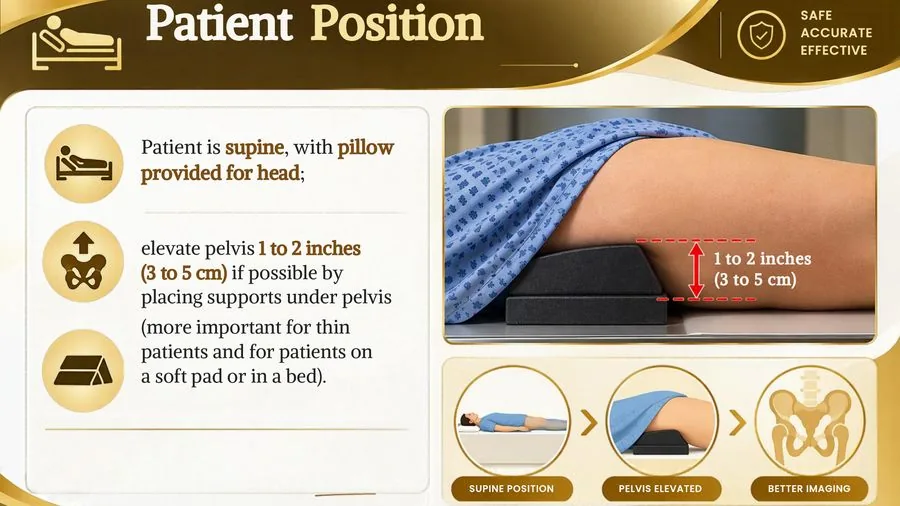 Patient Position
SAFE
ACCURATE
EFFECTIVE
Patient is supine, with pillow
provided for head;
elevate pelvis 1 to 2 inches
(3 to 5 cm) if possible by
placing supports under pelvis
(more important for thin
patients and for patients on
a soft pad or in a bed).
1 to 2 inches
(3 to 5 cm)
SUPINE POSITION
PELVIS ELEVATED
BETTER IMAGING